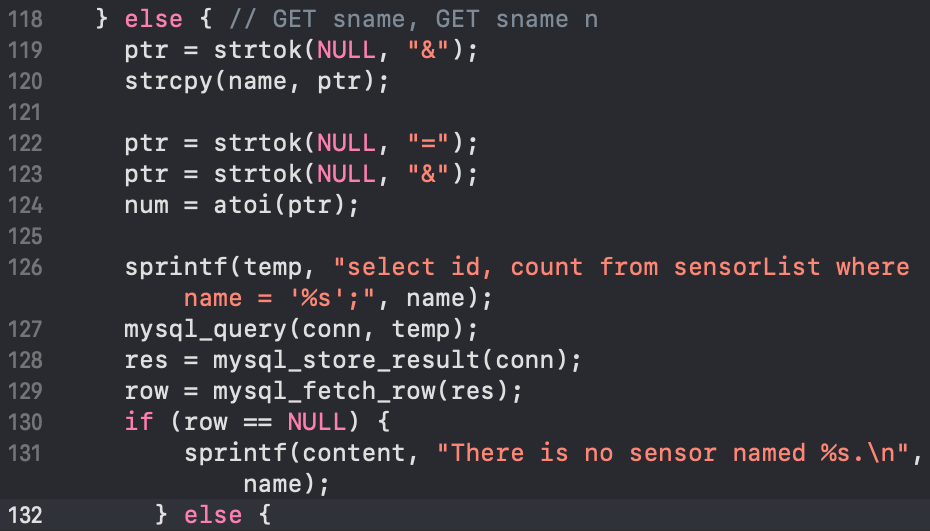 118 } else { // GET sname, GET sname n
119 ptr = strtok(NULL, "&");
120 strcpy(name, ptr);
121
122 ptr = strtok(NULL, "=");
123 ptr = strtok(NULL, "&");
124 num = atoi(ptr);
125
126 sprintf(temp, "select id, count from sensorList where
name = '%s';", name);
127 mysql_query(conn, temp);
128 res = mysql_store_result(conn);
129 row = mysql_fetch_row(res);
130 if (row == NULL) {
131 sprintf(content, "There is no sensor named %s.\n",
name);
132 } else {